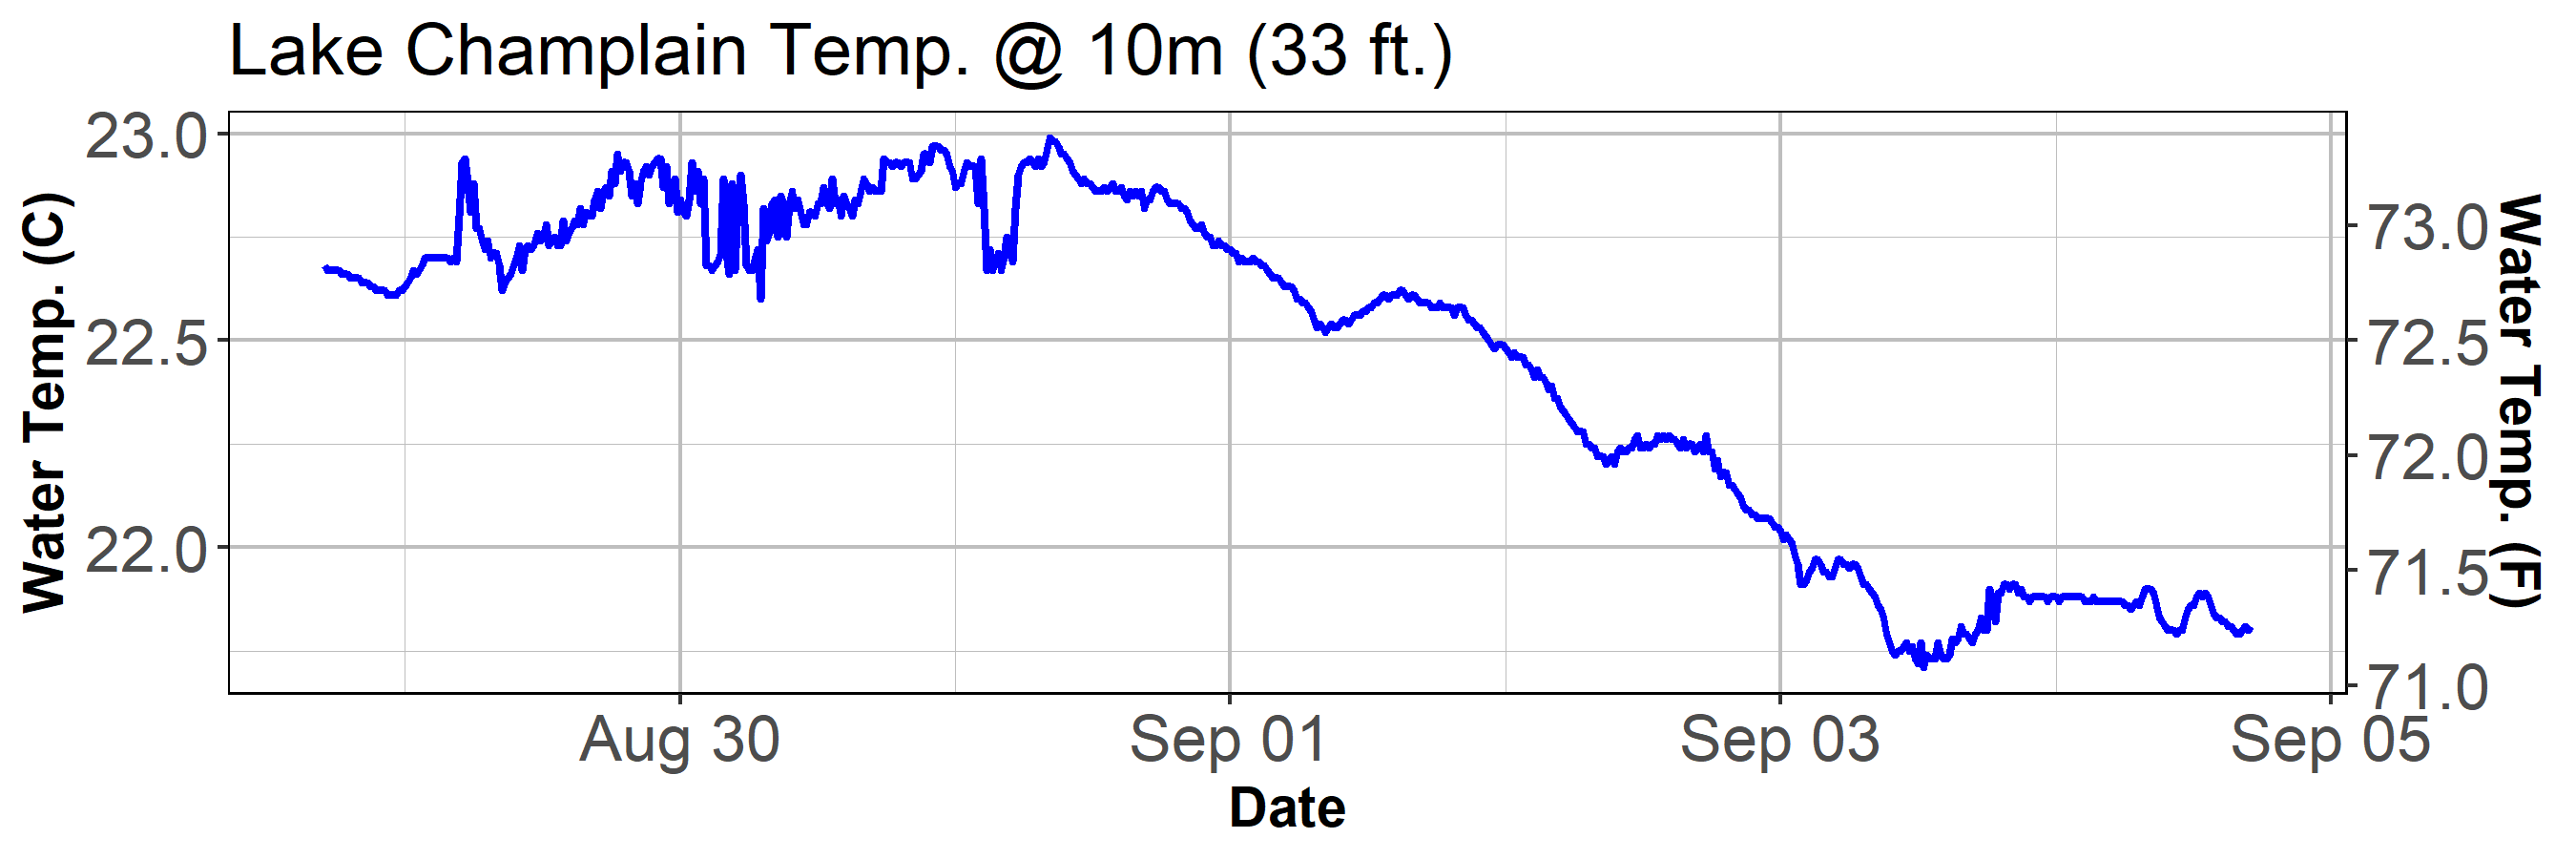 Lake Champlain Temp. @ 10m (33 ft.)
Water Temp. (C)
23.0
22.5
22.0
73.0
72.5
72.0
71.5
71.0
Water Temp. (F)
Aug 30
Sep 01
Sep 03
Sep 05
Date